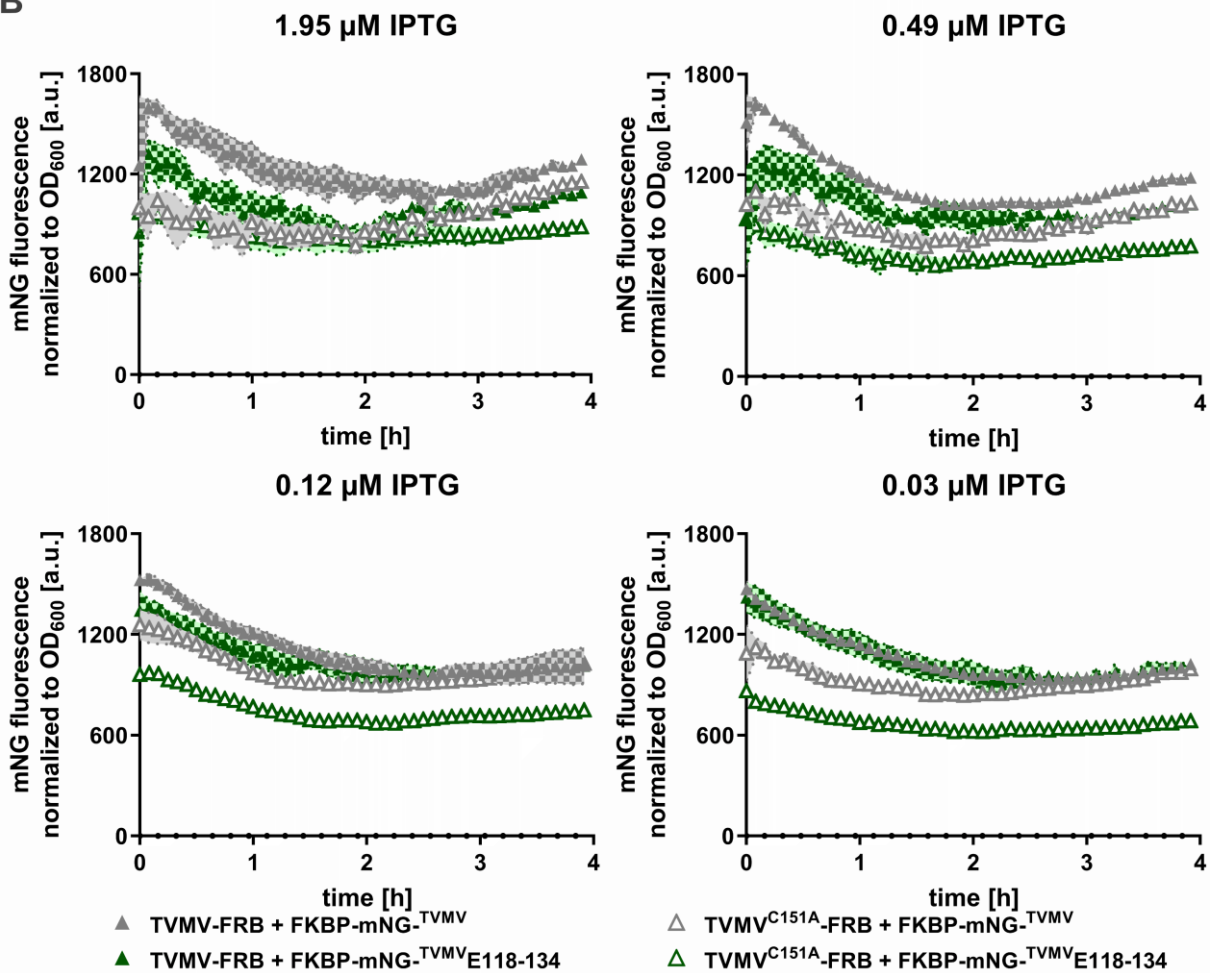 B
1.95 µM IPTG
0.49 µM IPTG
mNG fluorescence
normalized to OD600 [a.u.]
1800
1200
600
0
0 1 2 3 4
time [h]
mNG fluorescence
normalized to OD600 [a.u.]
1800
1200
600
0
0 1 2 3 4
time [h]
0.12 µM IPTG
0.03 µM IPTG
mNG fluorescence
normalized to OD600 [a.u.]
1800
1200
600
0
0 1 2 3 4
time [h]
mNG fluorescence
normalized to OD600 [a.u.]
1800
1200
600
0
0 1 2 3 4
time [h]
TVMV-FRB + FKBP-mNG-TVMV
TVMVC151A-FRB + FKBP-mNG-TVMV
TVMV-FRB + FKBP-mNG-TVMVE118-134
TVMVC151A-FRB + FKBP-mNG-TVMVE118-134